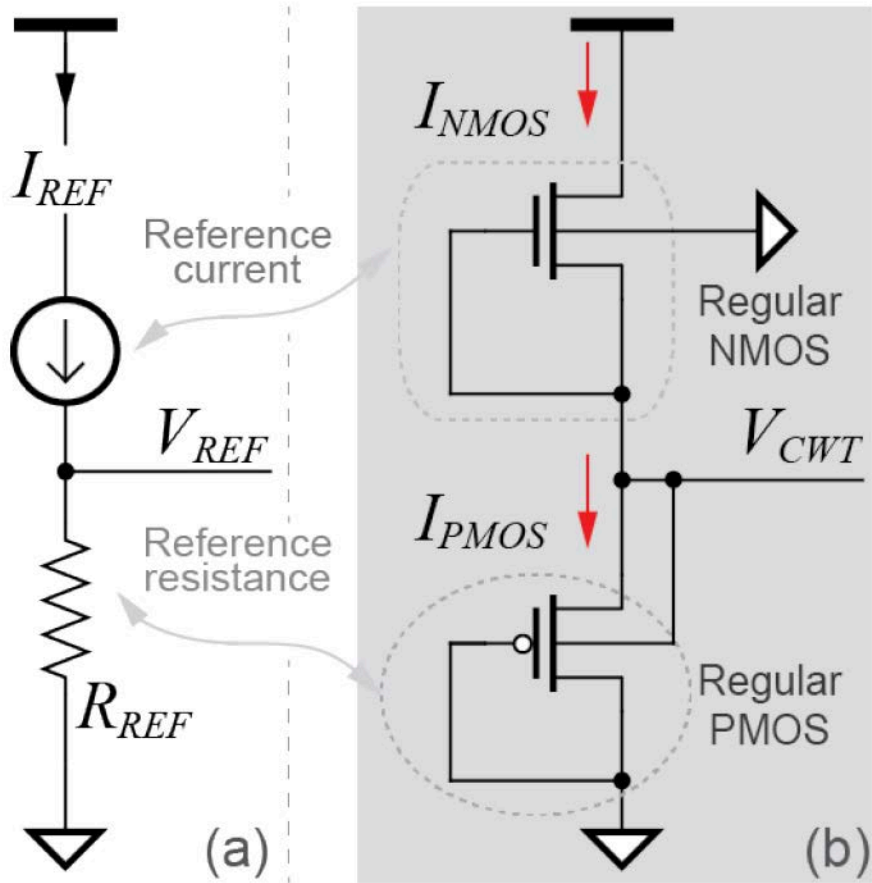 I_REF
Reference
current
V_REF
Reference
resistance
R_REF
(a)
I_NMOS
Regular
NMOS
V_CWT
I_PMOS
Regular
PMOS
(b)